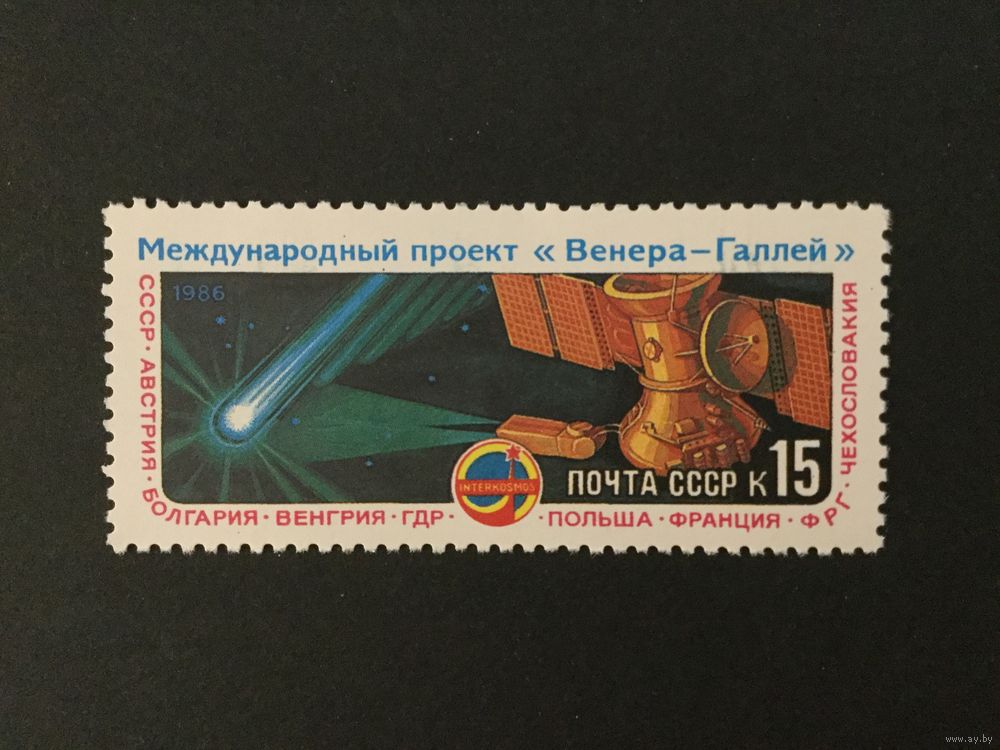 Международный проект « Венера – Галлей »
1986
СССР · АВСТРИЯ · БОЛГАРИЯ · ВЕНГРИЯ · ГДР · ПОЛЬША · ФРАНЦИЯ · ФРГ · ЧЕХОСЛОВАКИЯ
INTERKOSMOS
ПОЧТА СССР К 15
www.ay.by